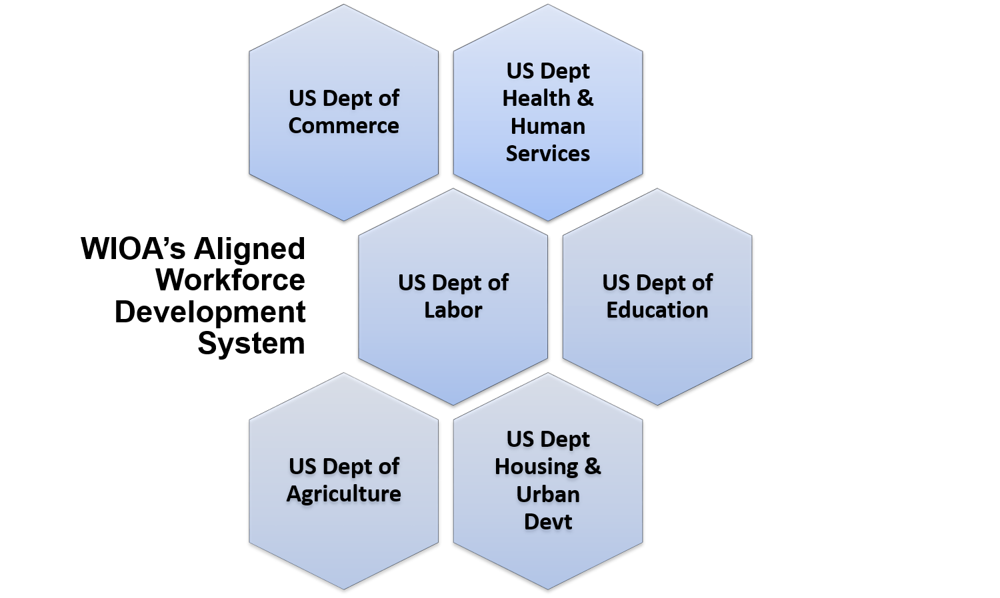 US Dept of
Commerce
US Dept
Health &
Human
Services
WIOA’s Aligned
Workforce
Development
System
US Dept of
Labor
US Dept of
Education
US Dept of
Agriculture
US Dept
Housing &
Urban
Devt